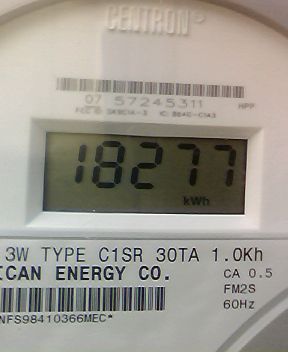 CENTRON®
07 57245311
HPP
18277
kWh
3W TYPE C1SR 30TA 1.0Kh
ICAN ENERGY CO.
CA 0.5
FM2S
60Hz
NFS98410366MEC*